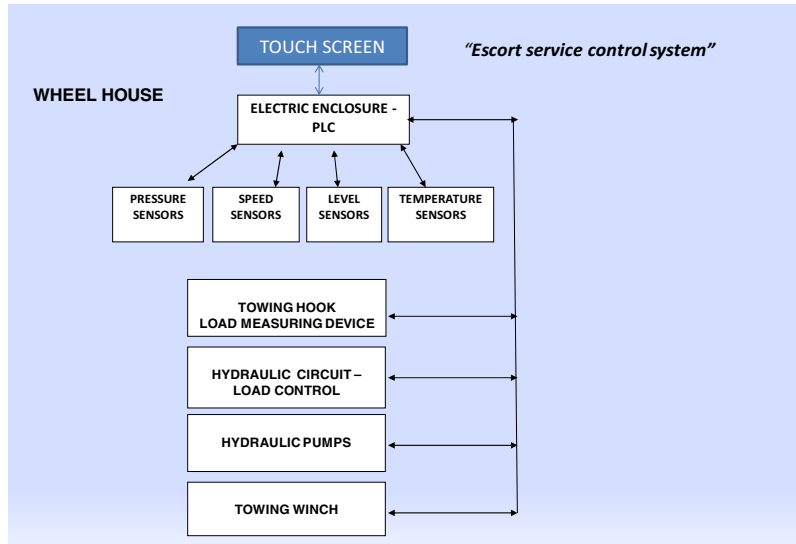 TOUCH SCREEN
"Escort service control system"
WHEEL HOUSE
ELECTRIC ENCLOSURE -
PLC
PRESSURE
SENSORS
SPEED
SENSORS
LEVEL
SENSORS
TEMPERATURE
SENSORS
TOWING HOOK
LOAD MEASURING DEVICE
HYDRAULIC CIRCUIT –
LOAD CONTROL
HYDRAULIC PUMPS
TOWING WINCH